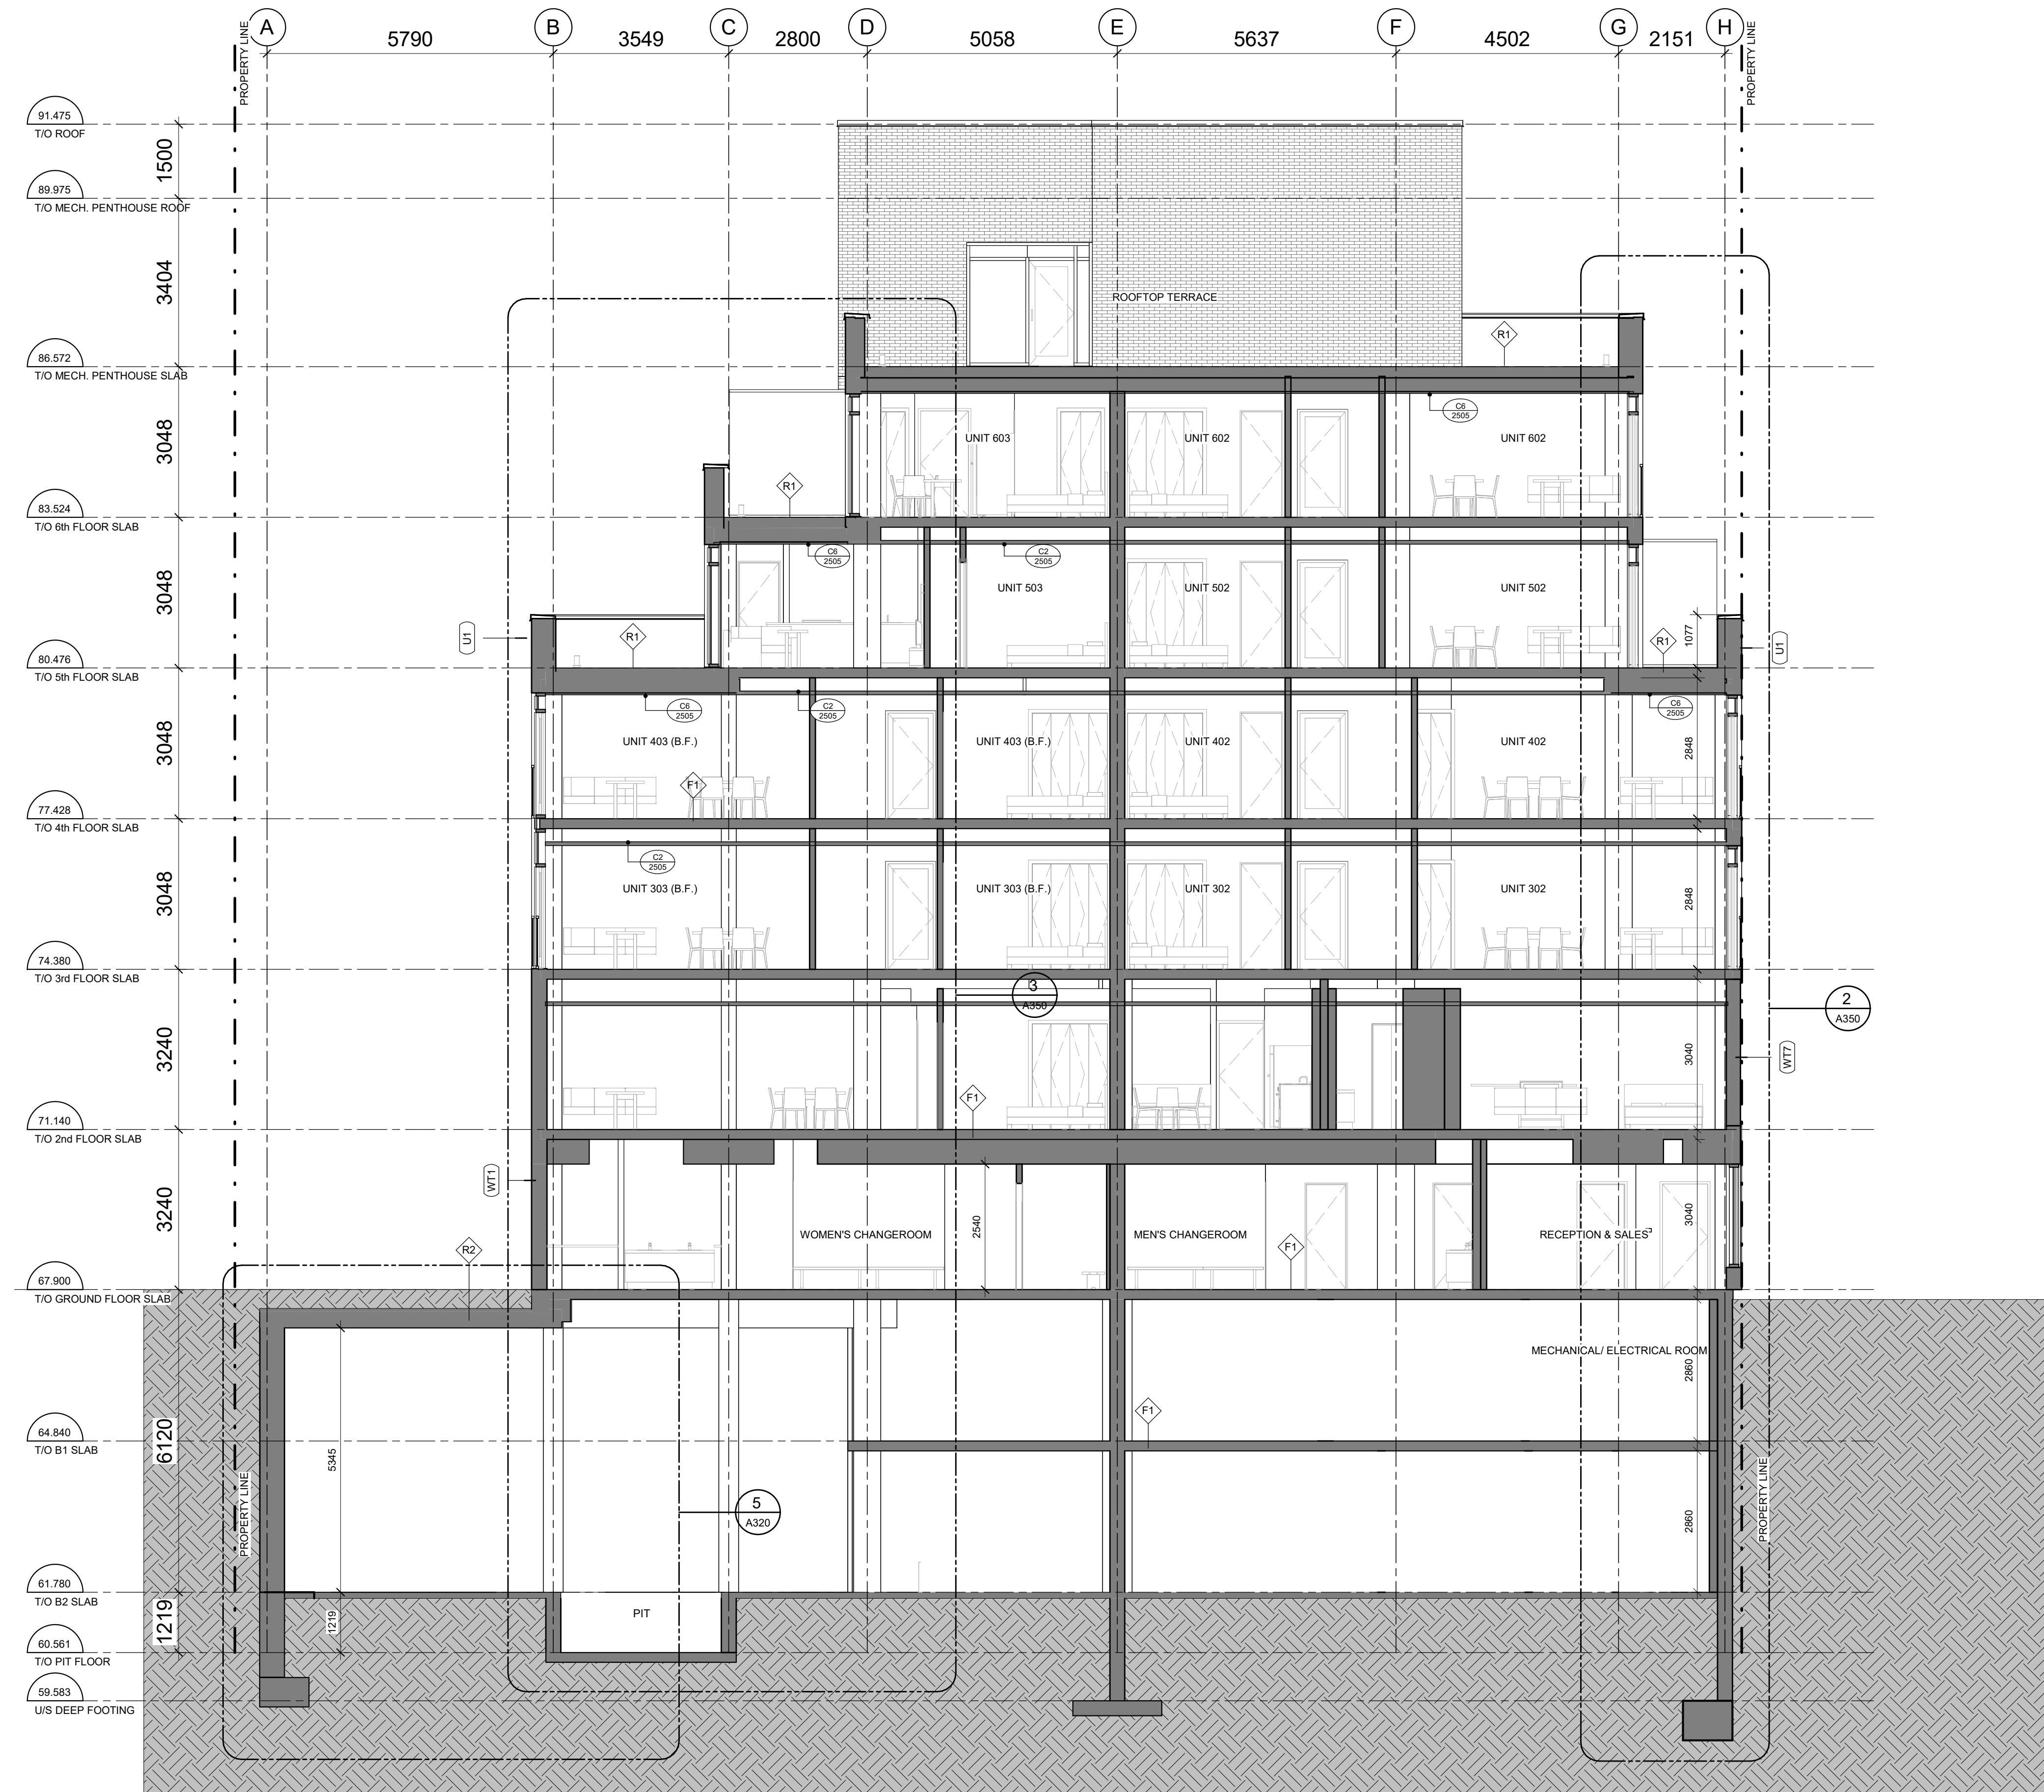 A B C D E F G H
5790 3549 2800 5058 5637 4502 2151
PROPERTY LINE
PROPERTY LINE
91.475
T/O ROOF
1500
89.975
T/O MECH. PENTHOUSE ROOF
3404
ROOFTOP TERRACE
R1
86.572
T/O MECH. PENTHOUSE SLAB
C6
2505
3048
UNIT 603 UNIT 602 UNIT 602
R1
83.524
T/O 6th FLOOR SLAB
C6
2505
C2
2505
3048
UNIT 503 UNIT 502 UNIT 502
U1 R1 R1 1077 U1
80.476
T/O 5th FLOOR SLAB
C6
2505
C2
2505
C6
2505
3048
UNIT 403 (B.F.) UNIT 403 (B.F.) UNIT 402 UNIT 402 2848
F1
77.428
T/O 4th FLOOR SLAB
C2
2505
3048
UNIT 303 (B.F.) UNIT 303 (B.F.) UNIT 302 UNIT 302 2848
74.380
T/O 3rd FLOOR SLAB
3
A350
2
A350
3240
3040 WT7
F1
71.140
T/O 2nd FLOOR SLAB
WT1
3240
WOMEN'S CHANGEROOM 2540 MEN'S CHANGEROOM RECEPTION & SALES 3040
R2 F1
67.900
T/O GROUND FLOOR SLAB
MECHANICAL/ ELECTRICAL ROOM
2860
F1
64.840
T/O B1 SLAB
6120
5345
PROPERTY LINE
PROPERTY LINE
5
A320
2860
61.780
T/O B2 SLAB
1219
1219
PIT
60.561
T/O PIT FLOOR
59.583
U/S DEEP FOOTING